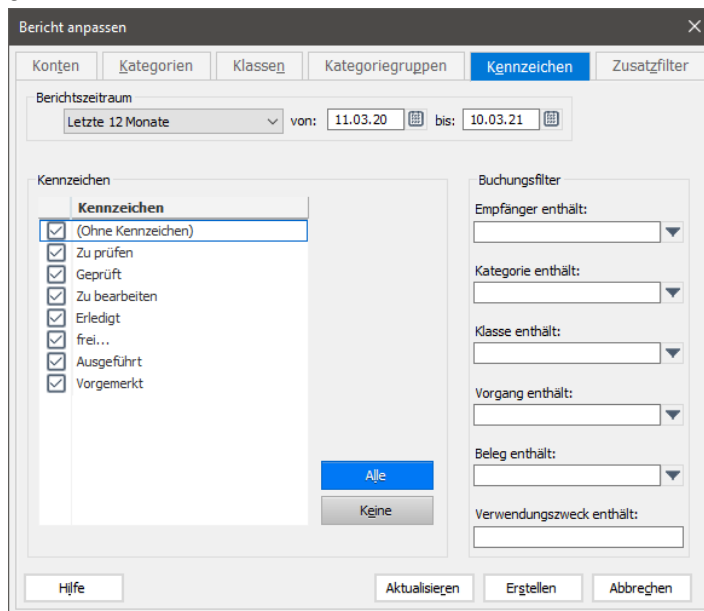 Bericht anpassen
Konten Kategorien Klassen Kategoriegruppen Kennzeichen Zusatzfilter
Berichtszeitraum
Letzte 12 Monate von: 11.03.20 bis: 10.03.21
Kennzeichen
Kennzeichen
(Ohne Kennzeichen)
Zu prüfen
Geprüft
Zu bearbeiten
Erledigt
frei...
Ausgeführt
Vorgemerkt
Alle
Keine
Buchungsfilter
Empfänger enthält:
Kategorie enthält:
Klasse enthält:
Vorgang enthält:
Beleg enthält:
Verwendungszweck enthält:
Hilfe Aktualisieren Erstellen Abbrechen